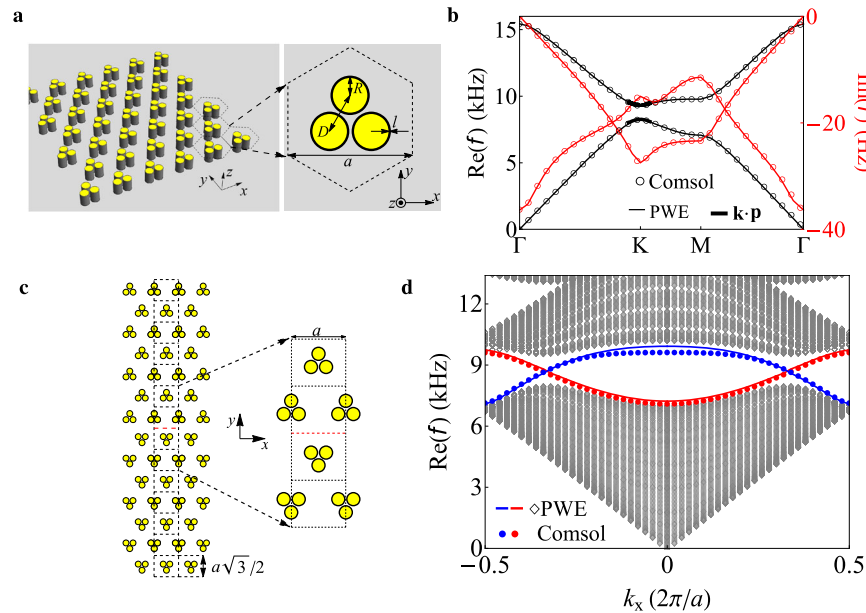 a
R
D
l
a
y
z
x
y
z
x
b
15
10
5
0
Re(f) (kHz)
Γ
K
M
Γ
0
−20
−40
Comsol
PWE
k·p
c
a
y
x
a√3/2
d
12
9
6
3
0
Re(f) (kHz)
PWE
Comsol
−0.5
0
0.5
kx (2π/a)